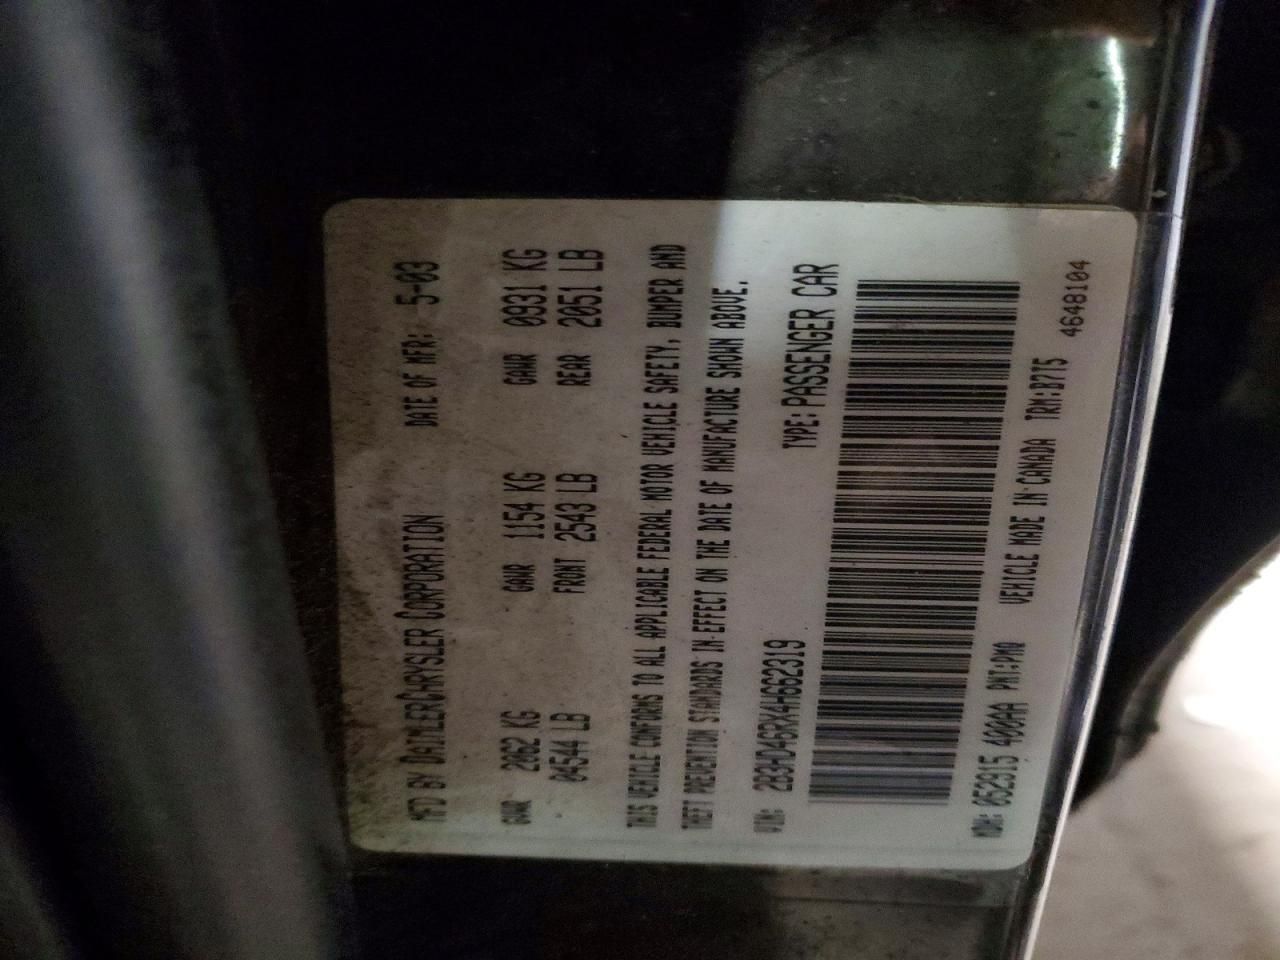 MFD BY DAIMLERCHRYSLER CORPORATION DATE OF MFR: 5-03
GVWR 2062 KG GAWR 1154 KG GAWR 0931 KG
04544 LB FRONT 2543 LB REAR 2051 LB
THIS VEHICLE CONFORMS TO ALL APPLICABLE FEDERAL MOTOR VEHICLE SAFETY, BUMPER AND
THEFT PREVENTION STANDARDS IN EFFECT ON THE DATE OF MANUFACTURE SHOWN ABOVE.
VIN: 2B3HD46RX4H662319 TYPE: PASSENGER CAR
MDH: 052915 400AA PNT:PM0 VEHICLE MADE IN CANADA TRM:B7T5
4648104